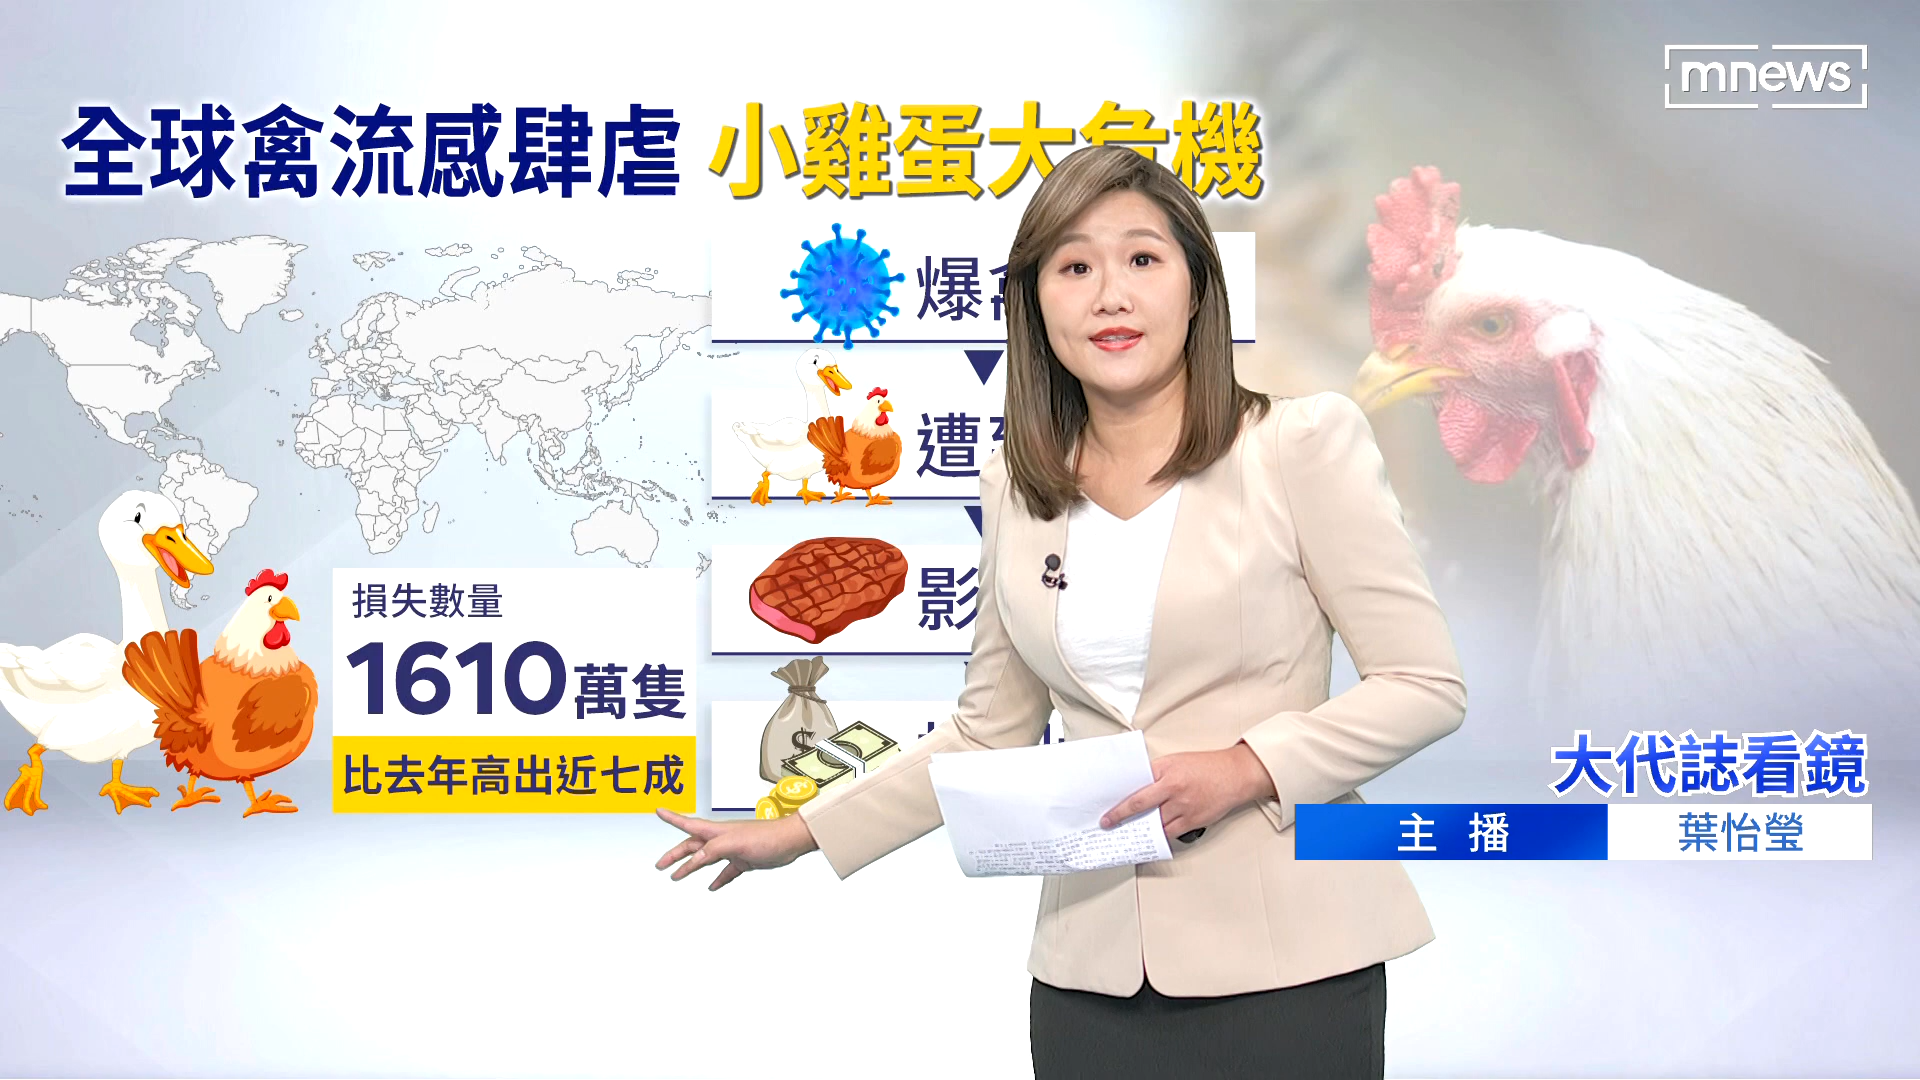 mnews
全球禽流感肆虐 小雞蛋大危機
爆
遭
影
損失數量
1610萬隻
比去年高出近七成
大代誌看鏡
主播 葉怡瑩